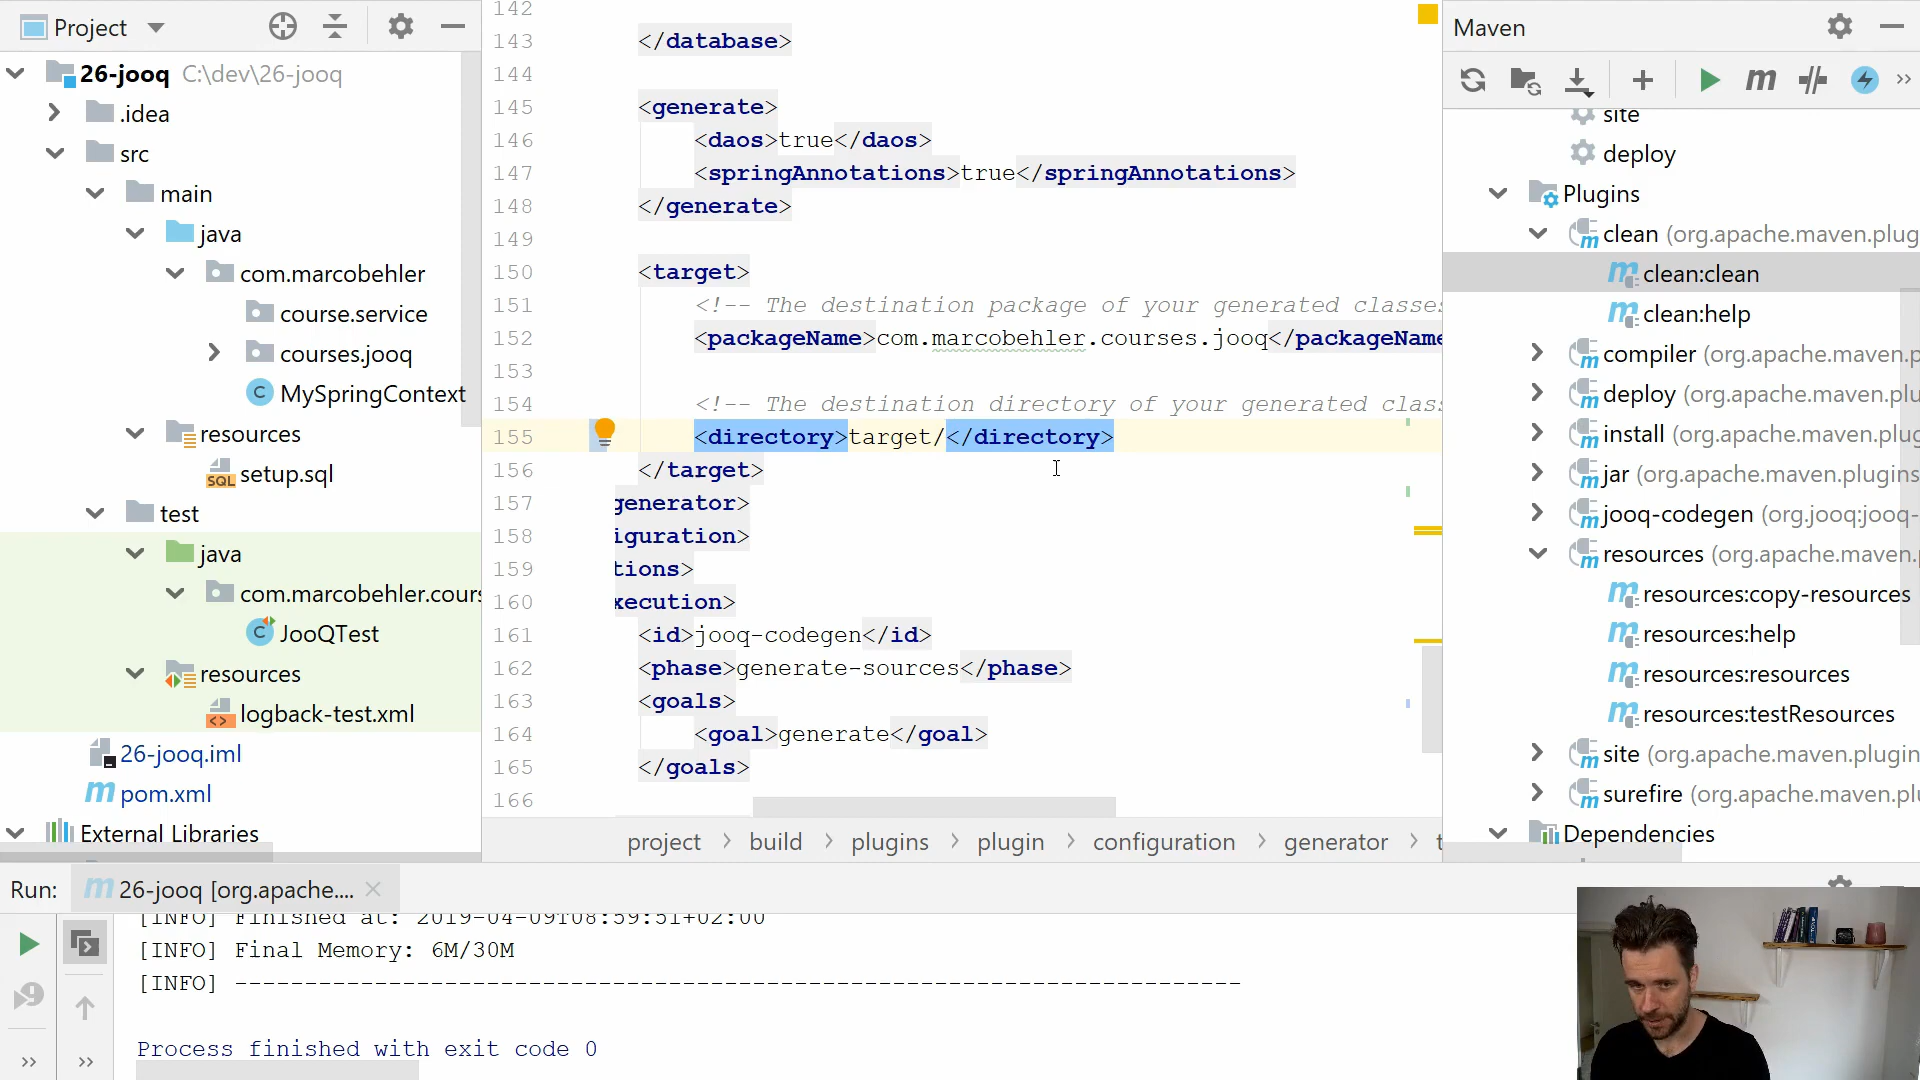 Project
26-jooq C:\dev\26-jooq
.idea
src
main
java
com.marcobehler
course.service
courses.jooq
MySpringContext
resources
SQL setup.sql
test
java
com.marcobehler.cours
JooQTest
resources
logback-test.xml
26-jooq.iml
pom.xml
External Libraries
142
143 </database>
144
145 <generate>
146 <daos>true</daos>
147 <springAnnotations>true</springAnnotations>
148 </generate>
149
150 <target>
151 <!-- The destination package of your generated classes
152 <packageName>com.marcobehler.courses.jooq</packageName
153
154 <!-- The destination directory of your generated class
155 <directory>target/</directory>
156 </target>
157 generator>
158 iguration>
159 tions>
160 xecution>
161 <id>jooq-codegen</id>
162 <phase>generate-sources</phase>
163 <goals>
164 <goal>generate</goal>
165 </goals>
166
project > build > plugins > plugin > configuration > generator > t
Maven
site
deploy
Plugins
clean (org.apache.maven.plug
clean:clean
clean:help
compiler (org.apache.maven.p
deploy (org.apache.maven.plu
install (org.apache.maven.plug
jar (org.apache.maven.plugins
jooq-codegen (org.jooq:jooq-
resources (org.apache.maven.
resources:copy-resources
resources:help
resources:resources
resources:testResources
site (org.apache.maven.plugin
surefire (org.apache.maven.pl
Dependencies
Run: 26-jooq [org.apache....
[INFO] Finished at: 2019-04-09T08:59:51+02:00
[INFO] Final Memory: 6M/30M
[INFO] ------------------------------------------------------------------------
Process finished with exit code 0